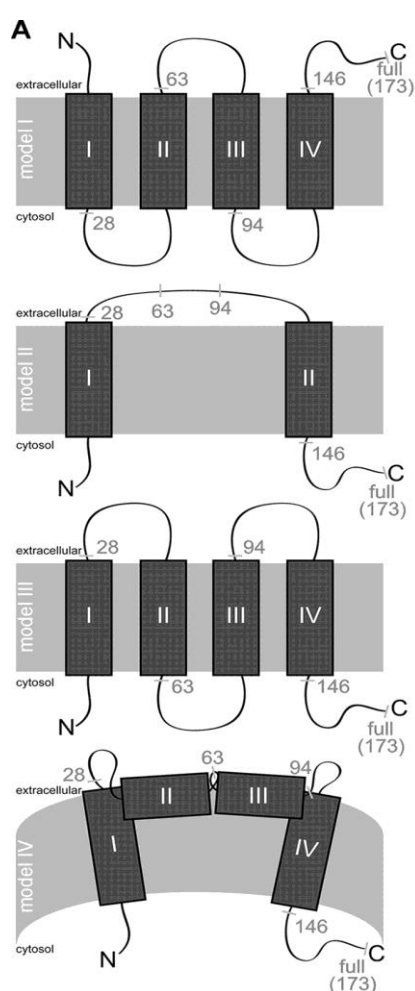 A
N
63
146
C
full
(173)
extracellular
model I
I
II
III
IV
cytosol
28
94
extracellular
28
63
94
model II
I
II
cytosol
146
N
C
full
(173)
28
94
extracellular
model III
I
II
III
IV
cytosol
63
146
N
C
full
(173)
28
63
94
extracellular
II
III
I
IV
model IV
146
cytosol
N
C
full
(173)